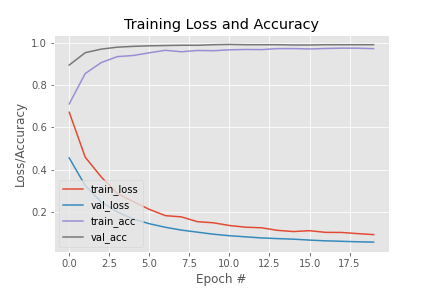 Training Loss and Accuracy
1.0
0.8
0.6
0.4
0.2
Loss/Accuracy
train_loss
val_loss
train_acc
val_acc
0.0 2.5 5.0 7.5 10.0 12.5 15.0 17.5
Epoch #